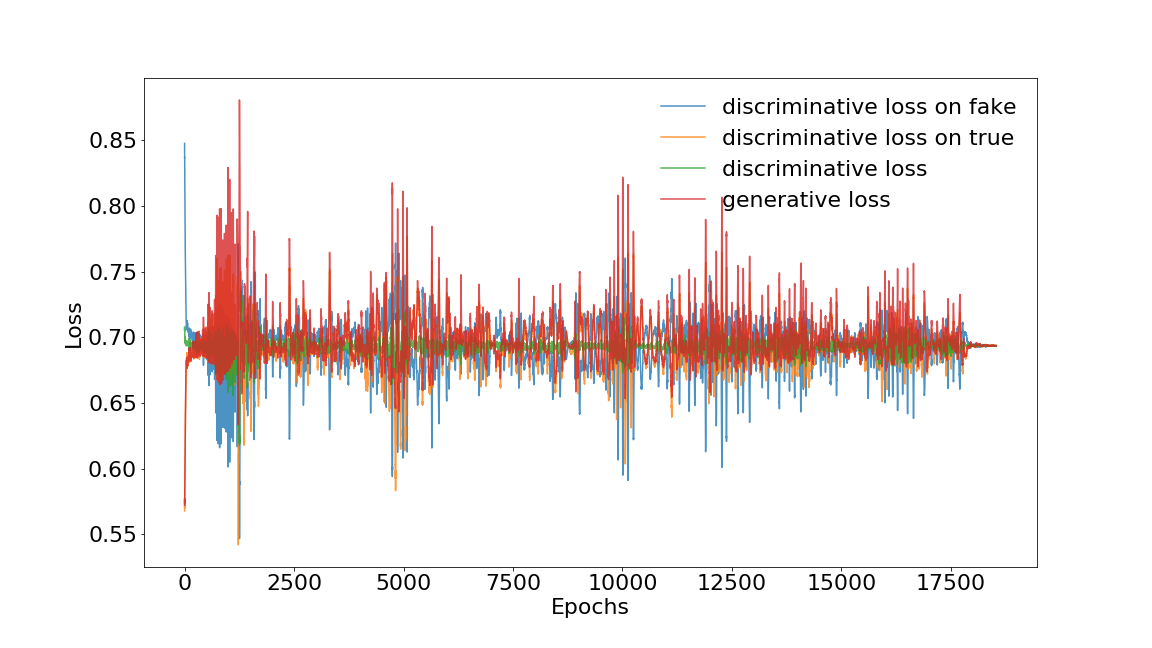 discriminative loss on fake
discriminative loss on true
discriminative loss
generative loss
0.85
0.80
0.75
0.70
0.65
0.60
0.55
Loss
0
2500
5000
7500
10000
12500
15000
17500
Epochs